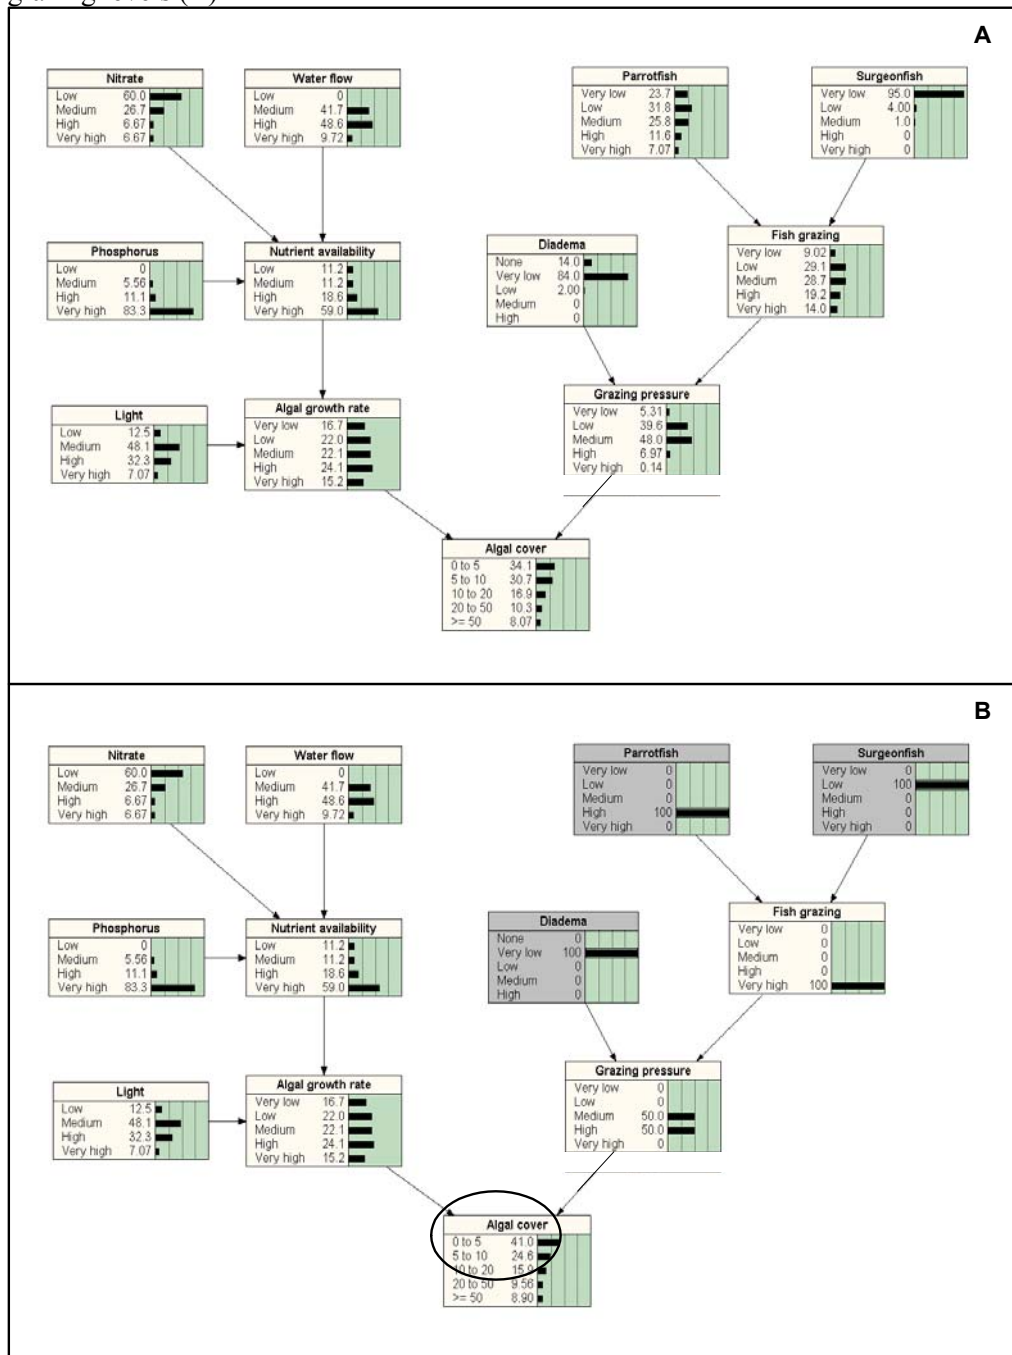 A
Nitrate
Low 60.0
Medium 26.7
High 6.67
Very high 6.67
Water flow
Low 0
Medium 41.7
High 48.6
Very high 9.72
Parrotfish
Very low 23.7
Low 31.8
Medium 25.8
High 11.6
Very high 7.07
Surgeonfish
Very low 95.0
Low 4.00
Medium 1.0
High 0
Very high 0
Phosphorus
Low 0
Medium 5.56
High 11.1
Very high 83.3
Nutrient availability
Low 11.2
Medium 11.2
High 18.6
Very high 59.0
Diadema
None 14.0
Very low 84.0
Low 2.00
Medium 0
High 0
Fish grazing
Very low 9.02
Low 29.1
Medium 28.7
High 19.2
Very high 14.0
Light
Low 12.5
Medium 48.1
High 32.3
Very high 7.07
Algal growth rate
Very low 16.7
Low 22.0
Medium 22.1
High 24.1
Very high 15.2
Grazing pressure
Very low 5.31
Low 39.6
Medium 48.0
High 6.97
Very high 0.14
Algal cover
0 to 5 34.1
5 to 10 30.7
10 to 20 16.9
20 to 50 10.3
>= 50 8.07
B
Nitrate
Low 60.0
Medium 26.7
High 6.67
Very high 6.67
Water flow
Low 0
Medium 41.7
High 48.6
Very high 9.72
Parrotfish
Very low 0
Low 0
Medium 0
High 100
Very high 0
Surgeonfish
Very low 0
Low 100
Medium 0
High 0
Very high 0
Phosphorus
Low 0
Medium 5.56
High 11.1
Very high 83.3
Nutrient availability
Low 11.2
Medium 11.2
High 18.6
Very high 59.0
Diadema
None 0
Very low 100
Low 0
Medium 0
High 0
Fish grazing
Very low 0
Low 0
Medium 0
High 0
Very high 100
Light
Low 12.5
Medium 48.1
High 32.3
Very high 7.07
Algal growth rate
Very low 16.7
Low 22.0
Medium 22.1
High 24.1
Very high 15.2
Grazing pressure
Very low 0
Low 0
Medium 50.0
High 50.0
Very high 0
Algal cover
0 to 5 41.0
5 to 10 24.6
10 to 20 15.9
20 to 50 9.56
>= 50 8.90